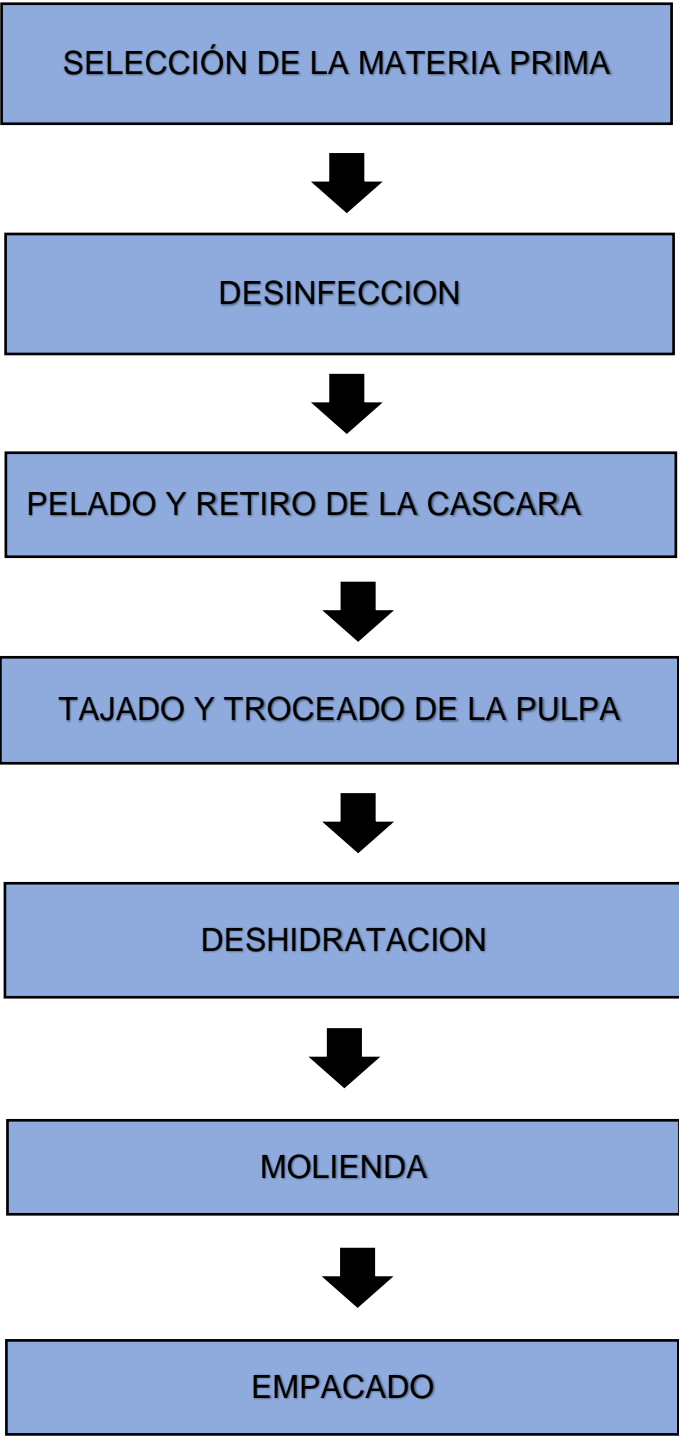 SELECCIÓN DE LA MATERIA PRIMA
DESINFECCION
PELADO Y RETIRO DE LA CASCARA
TAJADO Y TROCEADO DE LA PULPA
DESHIDRATACION
MOLIENDA
EMPACADO